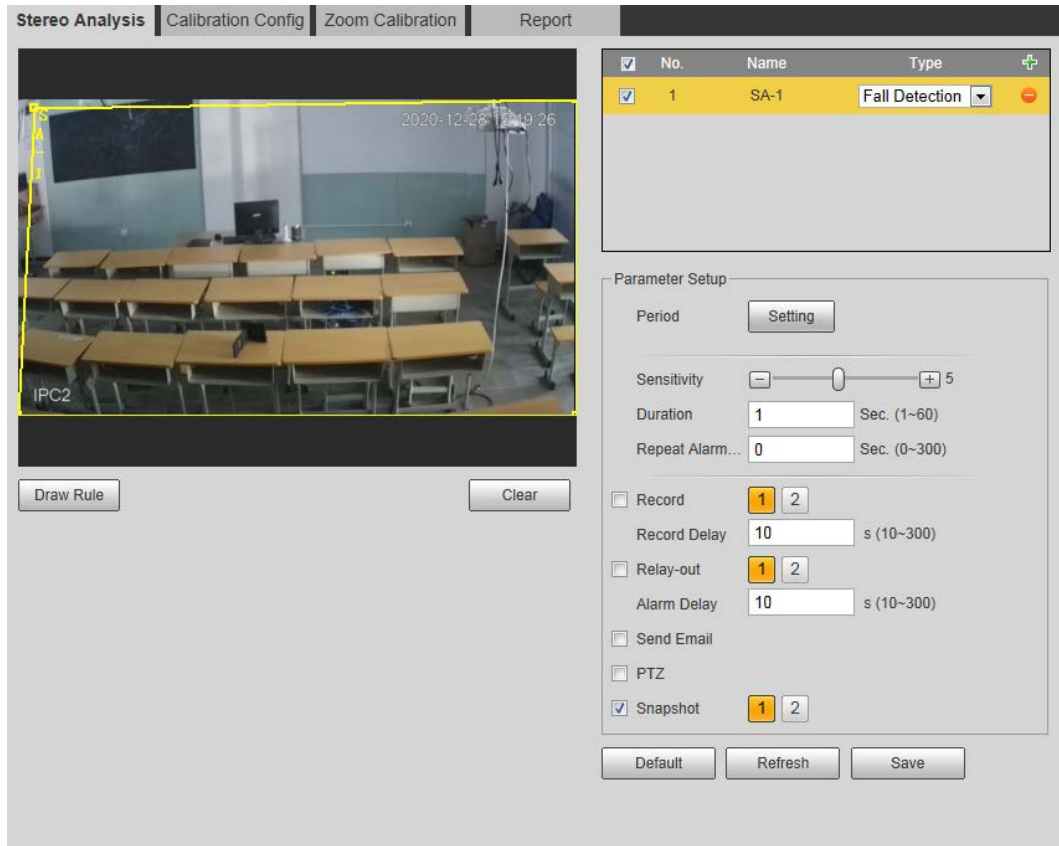 Stereo Analysis Calibration Config Zoom Calibration Report
No. Name Type
1 SA-1 Fall Detection
SA-1
IPC2
Draw Rule Clear
Parameter Setup
Period Setting
Sensitivity 5
Duration 1 Sec. (1~60)
Repeat Alarm... 0 Sec. (0~300)
Record 1 2
Record Delay 10 s (10~300)
Relay-out 1 2
Alarm Delay 10 s (10~300)
Send Email
PTZ
Snapshot 1 2
Default Refresh Save